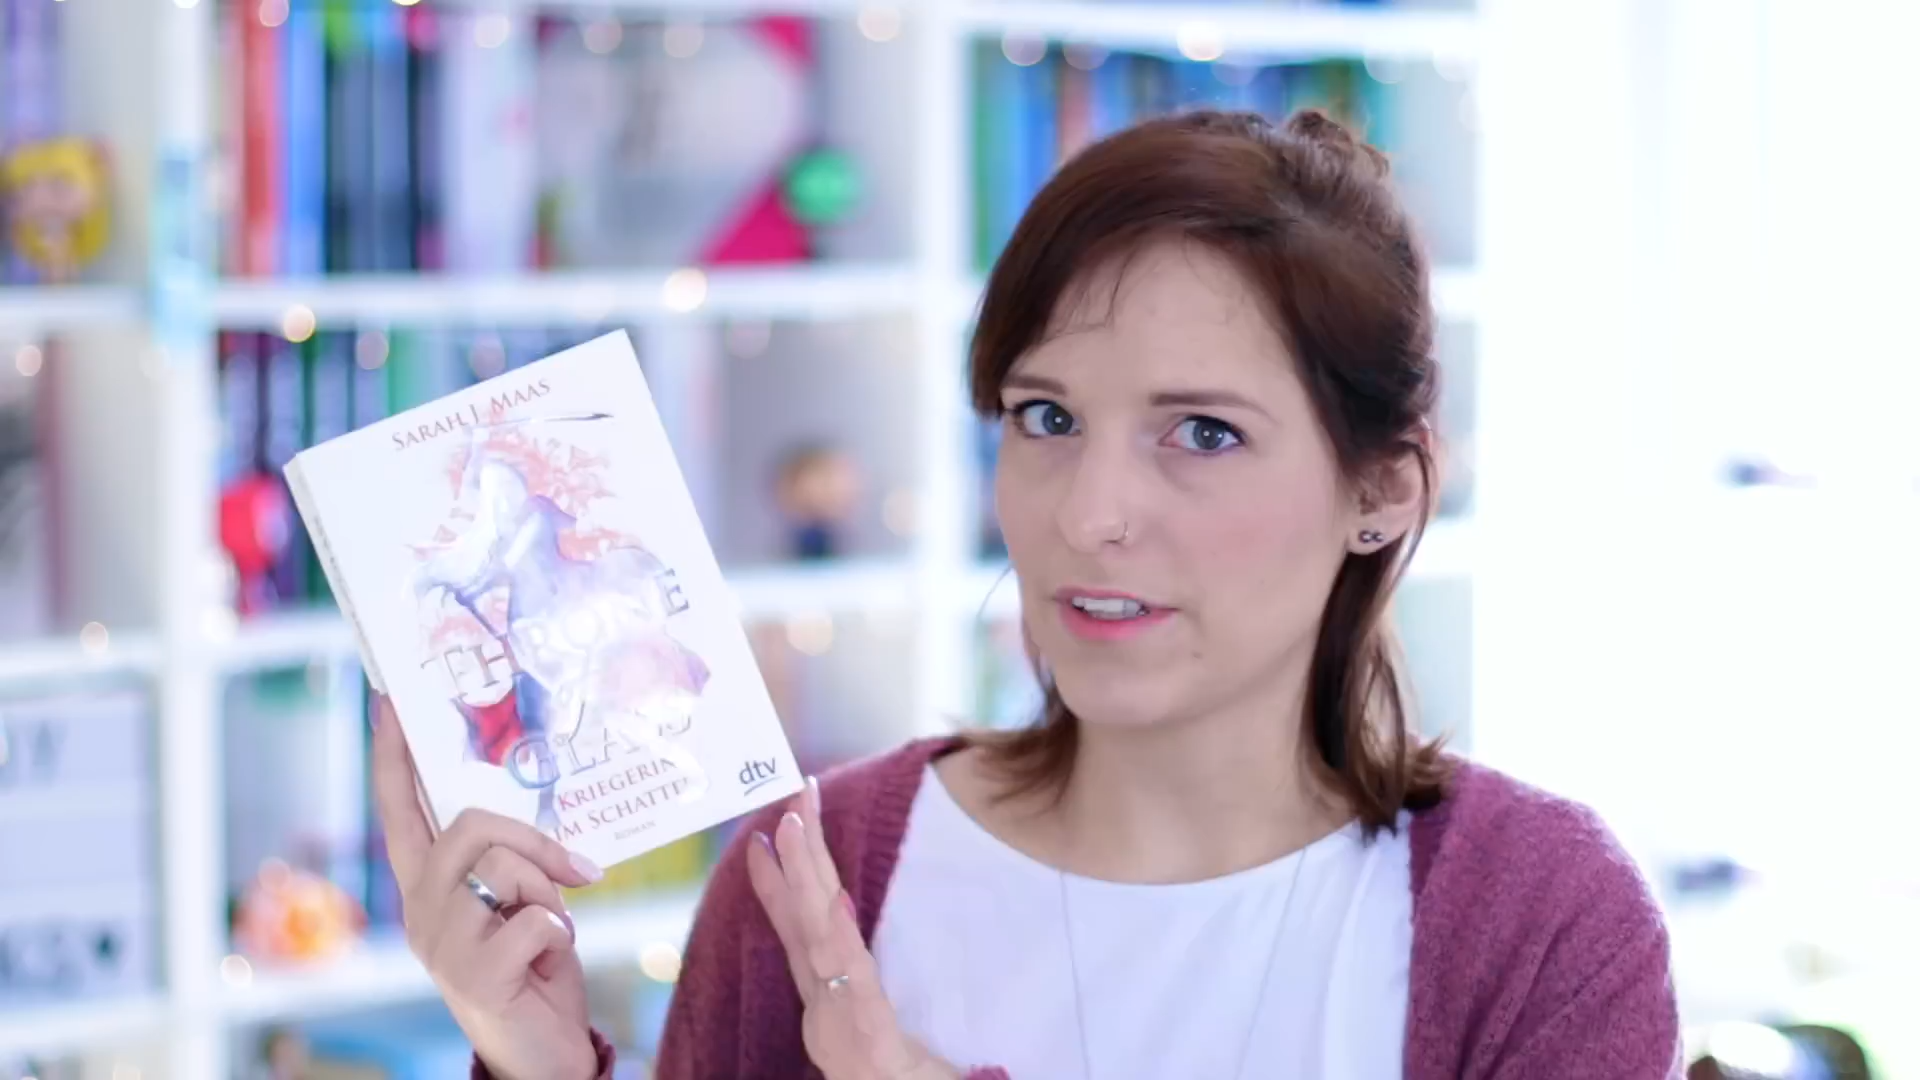 SARAH J. MAAS
THRONE
OF
GLASS
KRIEGERIN
IM SCHATTEN
ROMAN
dtv